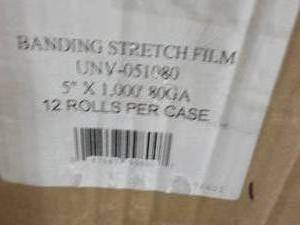 BANDING STRETCH FILM
UNV-051080
5" X 1,000' 80GA
12 ROLLS PER CASE